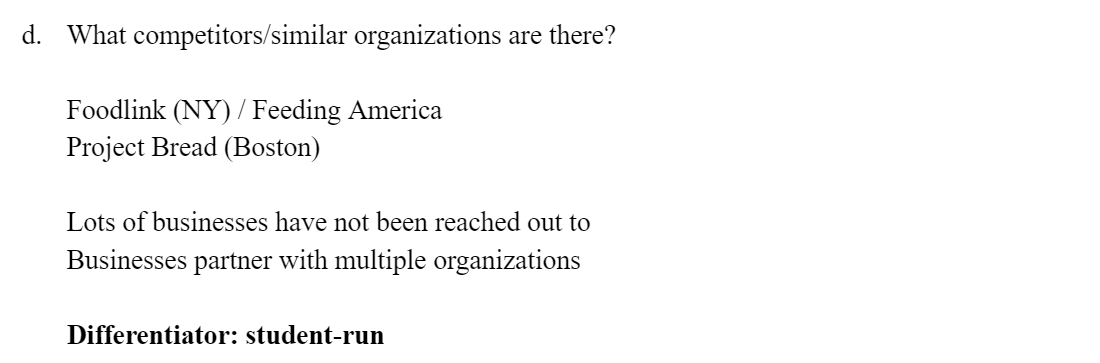 d. What competitors/similar organizations are there?
Foodlink (NY) / Feeding America
Project Bread (Boston)
Lots of businesses have not been reached out to
Businesses partner with multiple organizations
Differentiator: student-run